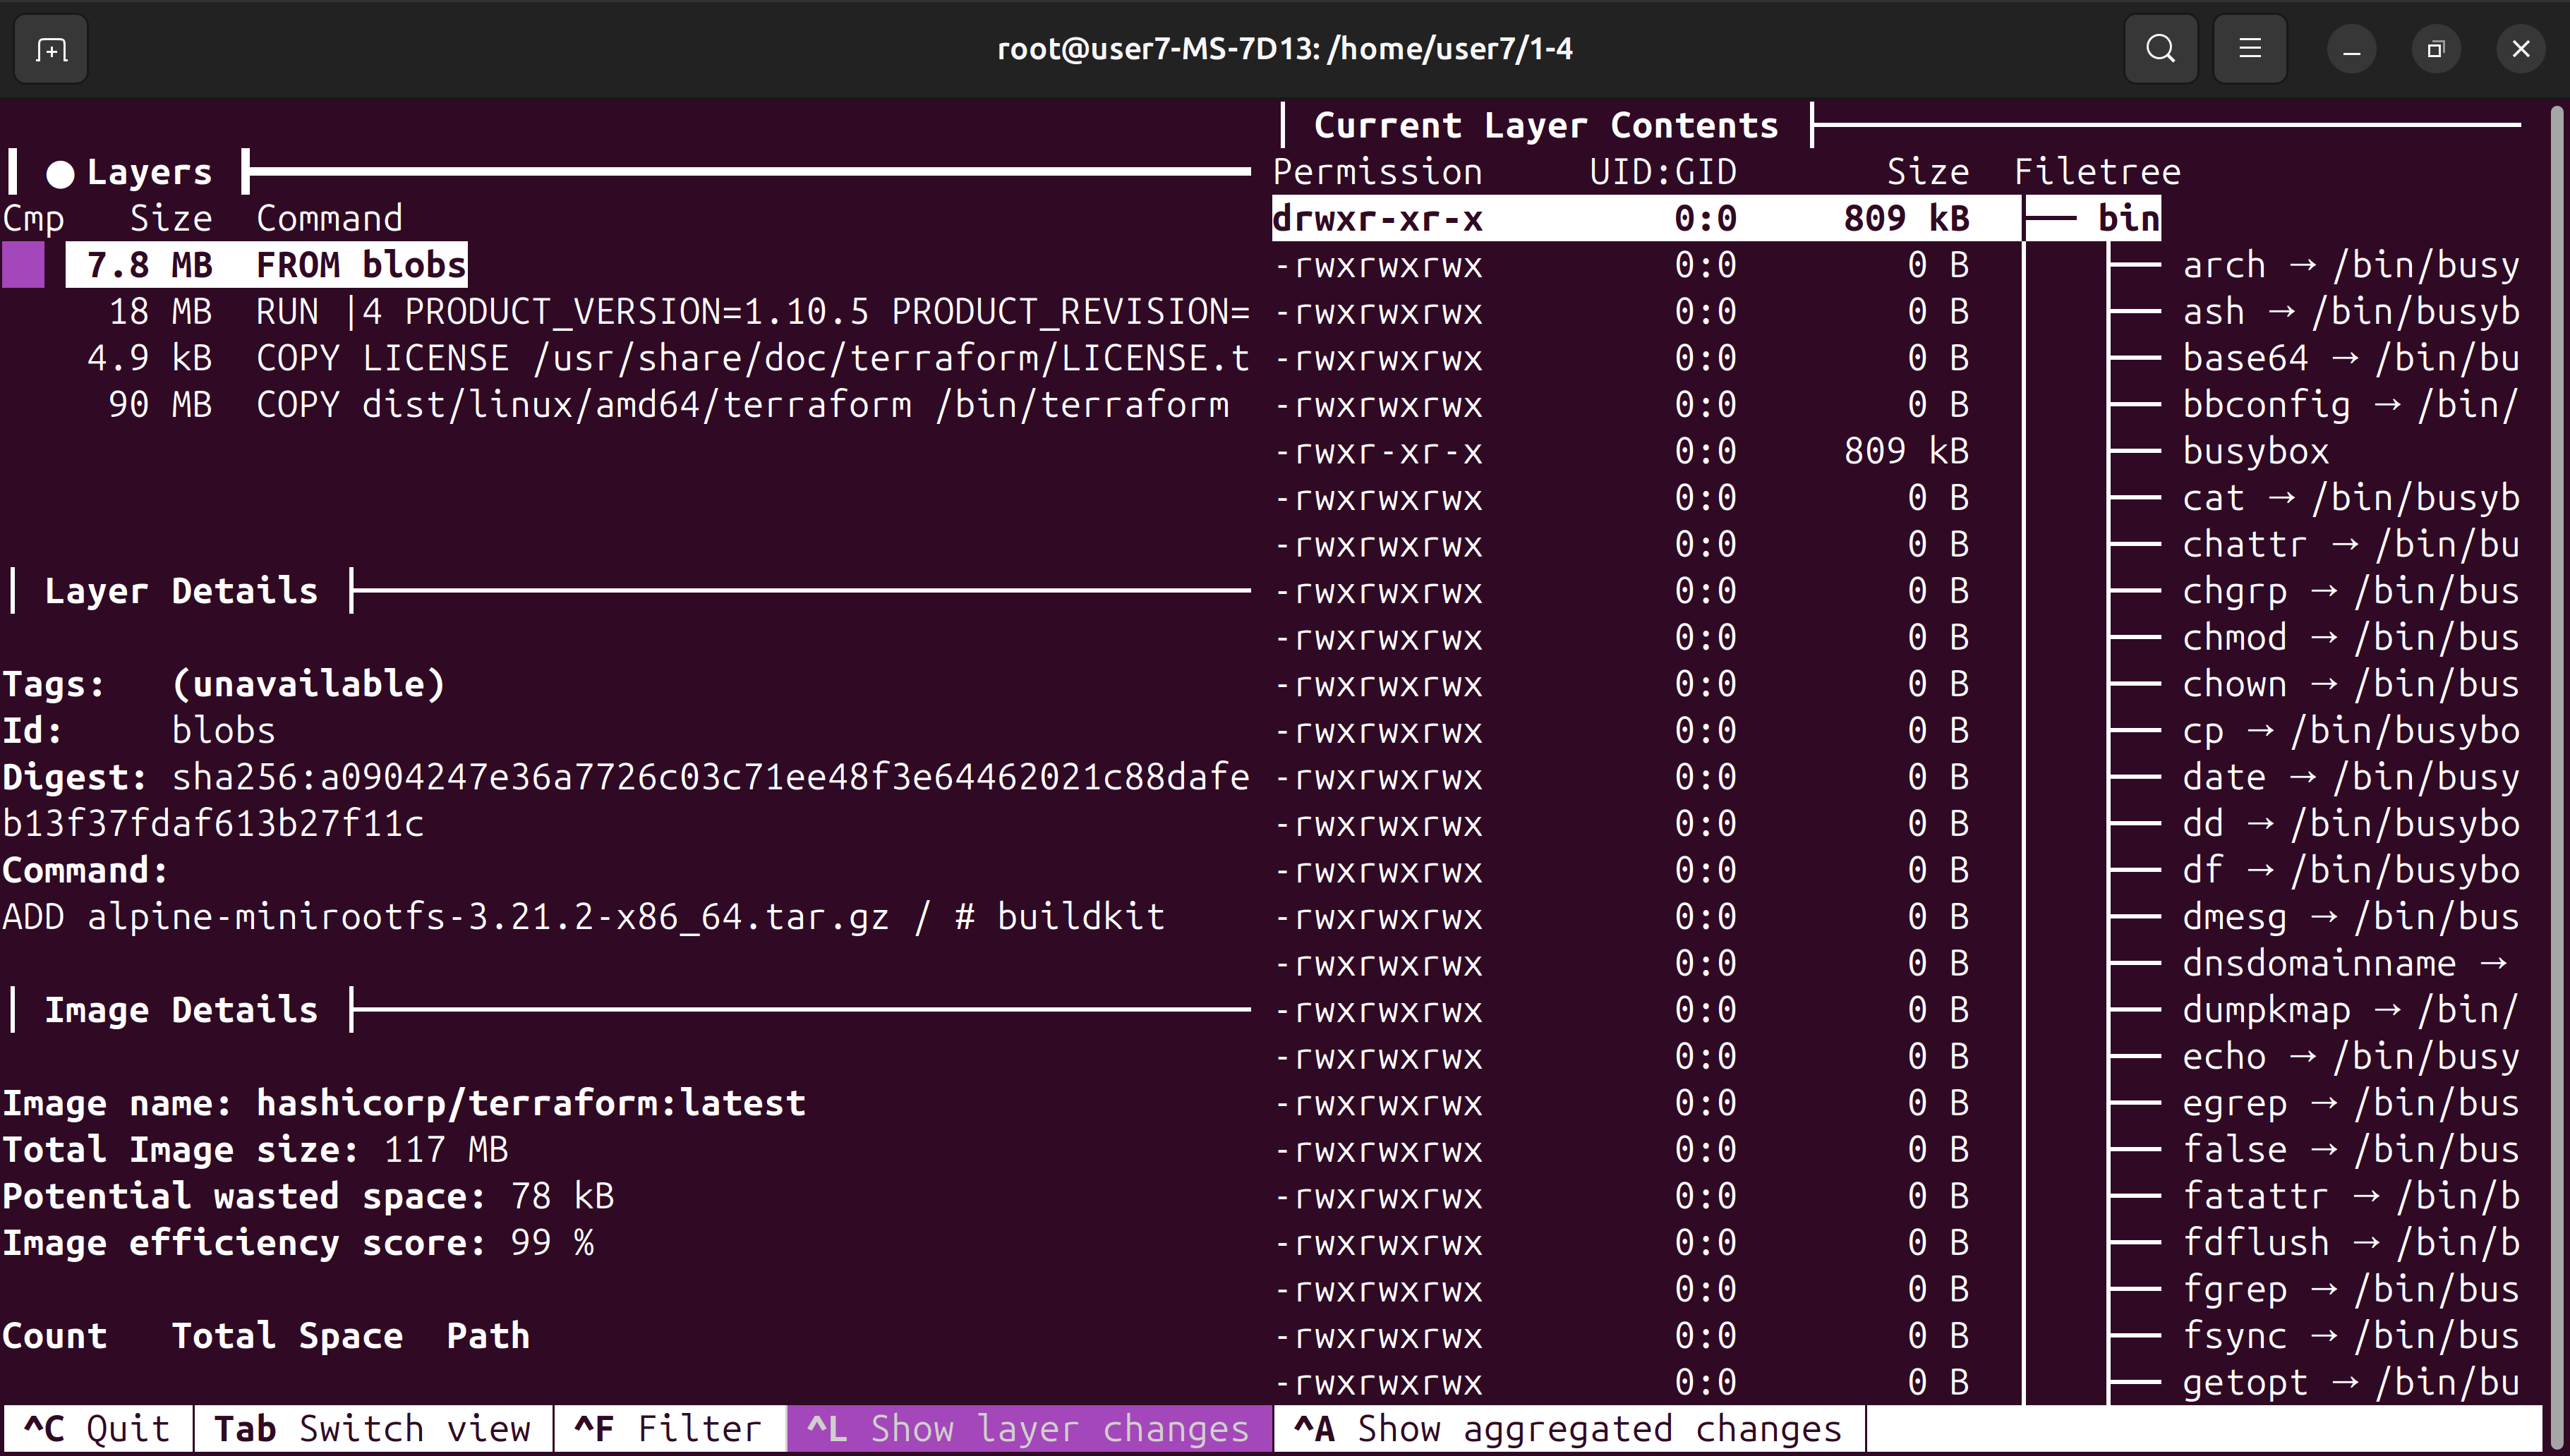 root@user7-MS-7D13: /home/user7/1-4
● Layers
Cmp Size Command
7.8 MB FROM blobs
18 MB RUN |4 PRODUCT_VERSION=1.10.5 PRODUCT_REVISION=
4.9 kB COPY LICENSE /usr/share/doc/terraform/LICENSE.t
90 MB COPY dist/linux/amd64/terraform /bin/terraform
Layer Details
Tags: (unavailable)
Id: blobs
Digest: sha256:a0904247e36a7726c03c71ee48f3e64462021c88dafe
b13f37fdaf613b27f11c
Command:
ADD alpine-minirootfs-3.21.2-x86_64.tar.gz / # buildkit
Image Details
Image name: hashicorp/terraform:latest
Total Image size: 117 MB
Potential wasted space: 78 kB
Image efficiency score: 99 %
Count Total Space Path
Current Layer Contents
Permission UID:GID Size Filetree
drwxr-xr-x 0:0 809 kB ├── bin
-rwxrwxrwx 0:0 0 B │ ├── arch → /bin/busy
-rwxrwxrwx 0:0 0 B │ ├── ash → /bin/busyb
-rwxrwxrwx 0:0 0 B │ ├── base64 → /bin/bu
-rwxrwxrwx 0:0 0 B │ ├── bbconfig → /bin/
-rwxr-xr-x 0:0 809 kB │ ├── busybox
-rwxrwxrwx 0:0 0 B │ ├── cat → /bin/busyb
-rwxrwxrwx 0:0 0 B │ ├── chattr → /bin/bu
-rwxrwxrwx 0:0 0 B │ ├── chgrp → /bin/bus
-rwxrwxrwx 0:0 0 B │ ├── chmod → /bin/bus
-rwxrwxrwx 0:0 0 B │ ├── chown → /bin/bus
-rwxrwxrwx 0:0 0 B │ ├── cp → /bin/busybo
-rwxrwxrwx 0:0 0 B │ ├── date → /bin/busy
-rwxrwxrwx 0:0 0 B │ ├── dd → /bin/busybo
-rwxrwxrwx 0:0 0 B │ ├── df → /bin/busybo
-rwxrwxrwx 0:0 0 B │ ├── dmesg → /bin/bus
-rwxrwxrwx 0:0 0 B │ ├── dnsdomainname →
-rwxrwxrwx 0:0 0 B │ ├── dumpkmap → /bin/
-rwxrwxrwx 0:0 0 B │ ├── echo → /bin/busy
-rwxrwxrwx 0:0 0 B │ ├── egrep → /bin/bus
-rwxrwxrwx 0:0 0 B │ ├── false → /bin/bus
-rwxrwxrwx 0:0 0 B │ ├── fatattr → /bin/b
-rwxrwxrwx 0:0 0 B │ ├── fdflush → /bin/b
-rwxrwxrwx 0:0 0 B │ ├── fgrep → /bin/bus
-rwxrwxrwx 0:0 0 B │ ├── fsync → /bin/bus
-rwxrwxrwx 0:0 0 B │ ├── getopt → /bin/bu
^C Quit Tab Switch view ^F Filter ^L Show layer changes ^A Show aggregated changes